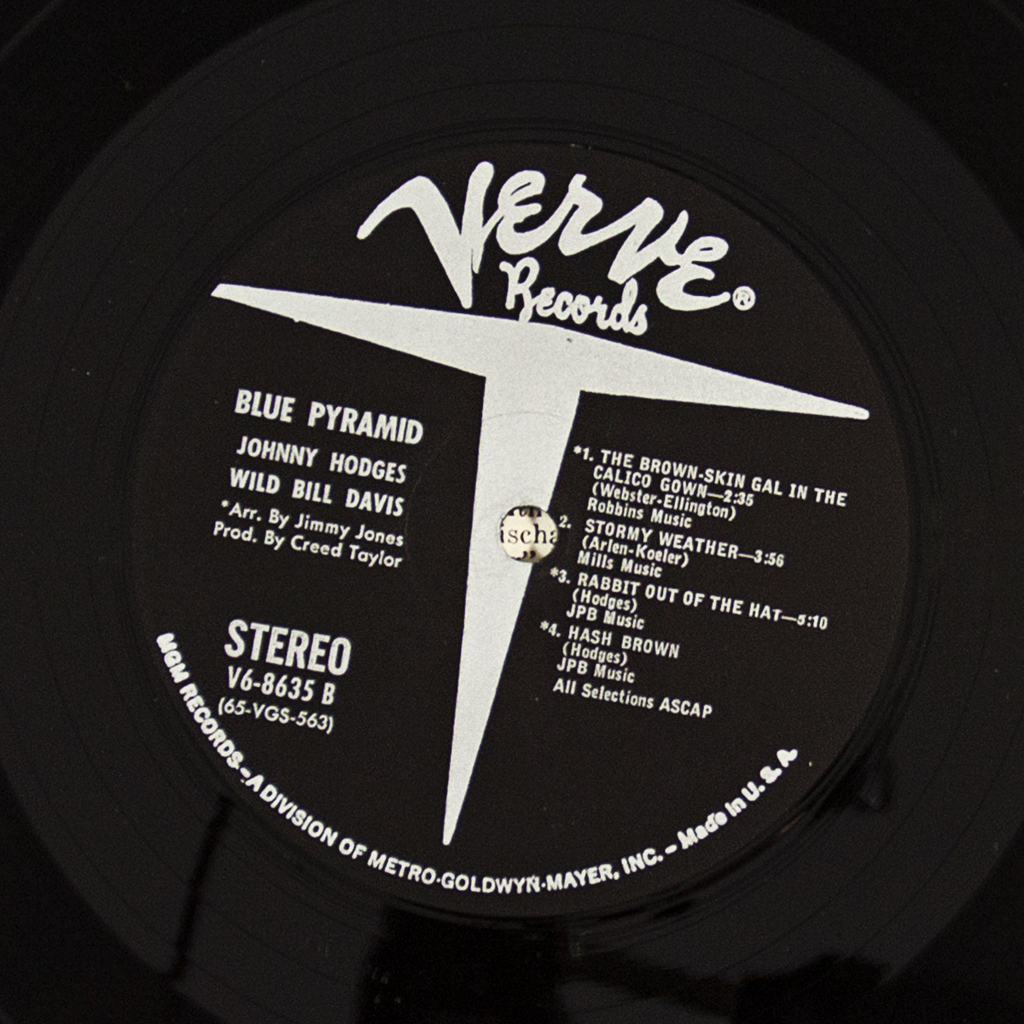 Verve
Records®
BLUE PYRAMID
JOHNNY HODGES
WILD BILL DAVIS
*Arr. By Jimmy Jones
Prod. By Creed Taylor
STEREO
V6-8635 B
(65-VGS-563)
*1. THE BROWN-SKIN GAL IN THE
CALICO GOWN—2:35
(Webster-Ellington)
Robbins Music
2. STORMY WEATHER—3:56
(Arlen-Koeler)
Mills Music
*3. RABBIT OUT OF THE HAT—5:10
(Hodges)
JPB Music
*4. HASH BROWN
(Hodges)
JPB Music
All Selections ASCAP
MGM RECORDS-A DIVISION OF METRO-GOLDWYN-MAYER, INC. - Made in U.S.A.